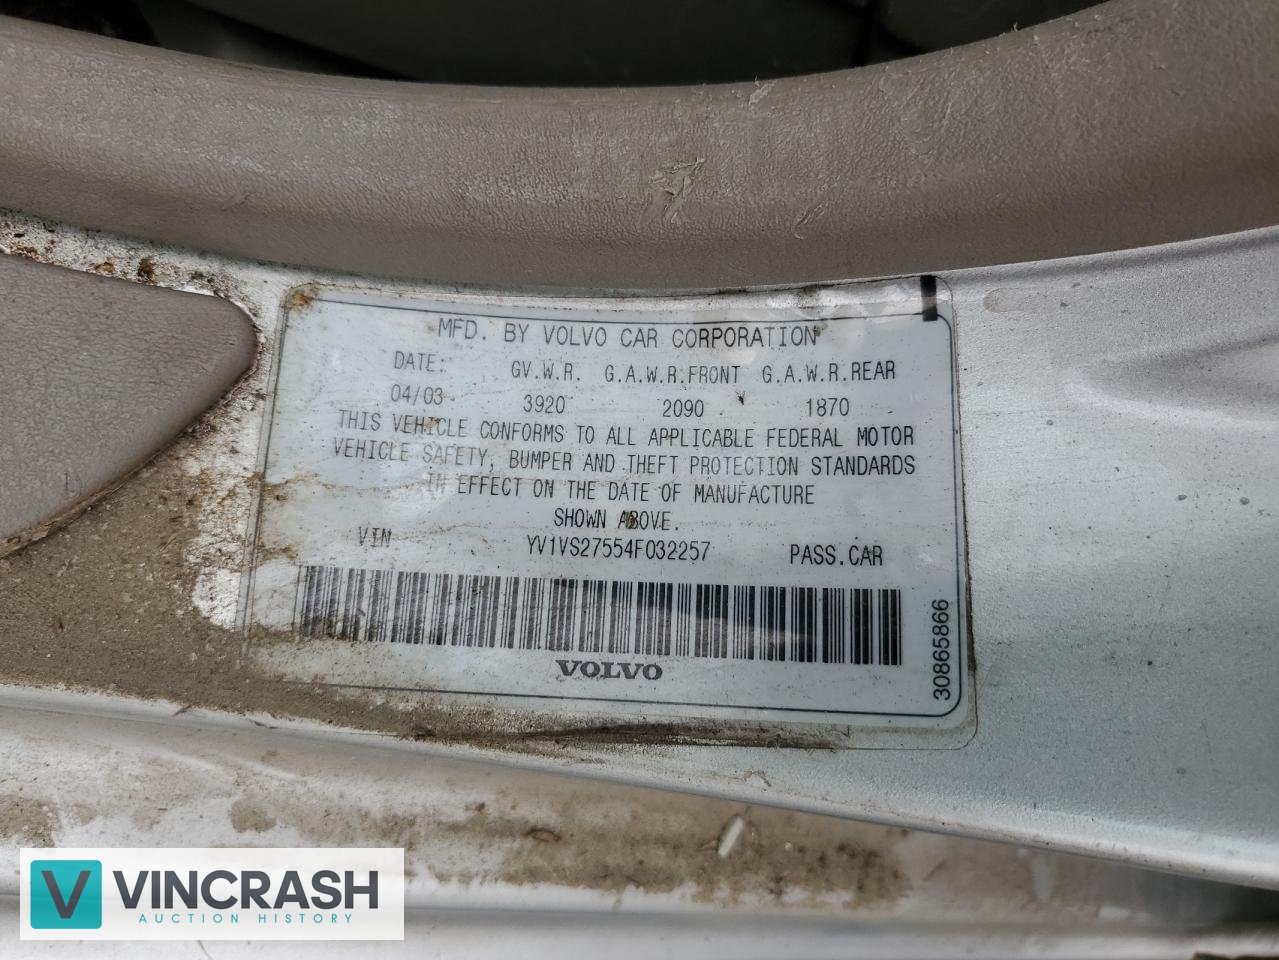 MFD. BY VOLVO CAR CORPORATION
DATE: GV.W.R. G.A.W.R.FRONT G.A.W.R.REAR
04/03 3920 2090 1870
THIS VEHICLE CONFORMS TO ALL APPLICABLE FEDERAL MOTOR
VEHICLE SAFETY, BUMPER AND THEFT PROTECTION STANDARDS
IN EFFECT ON THE DATE OF MANUFACTURE
SHOWN ABOVE.
VIN YV1VS27554F032257 PASS.CAR
VOLVO
30865866
V VINCRASH
AUCTION HISTORY